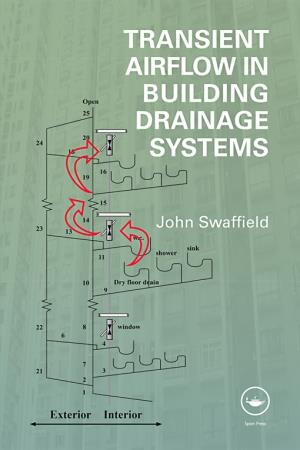 TRANSIENT
AIRFLOW IN
BUILDING
DRAINAGE
SYSTEMS
John Swaffield
Open
25
24
20
18
16
19
15
14
23
13
w.c.
11
shower
sink
10
Dry floor drain
9
22
8
window
6
4
21
7
3
2
1
Exterior
Interior
Spon Press